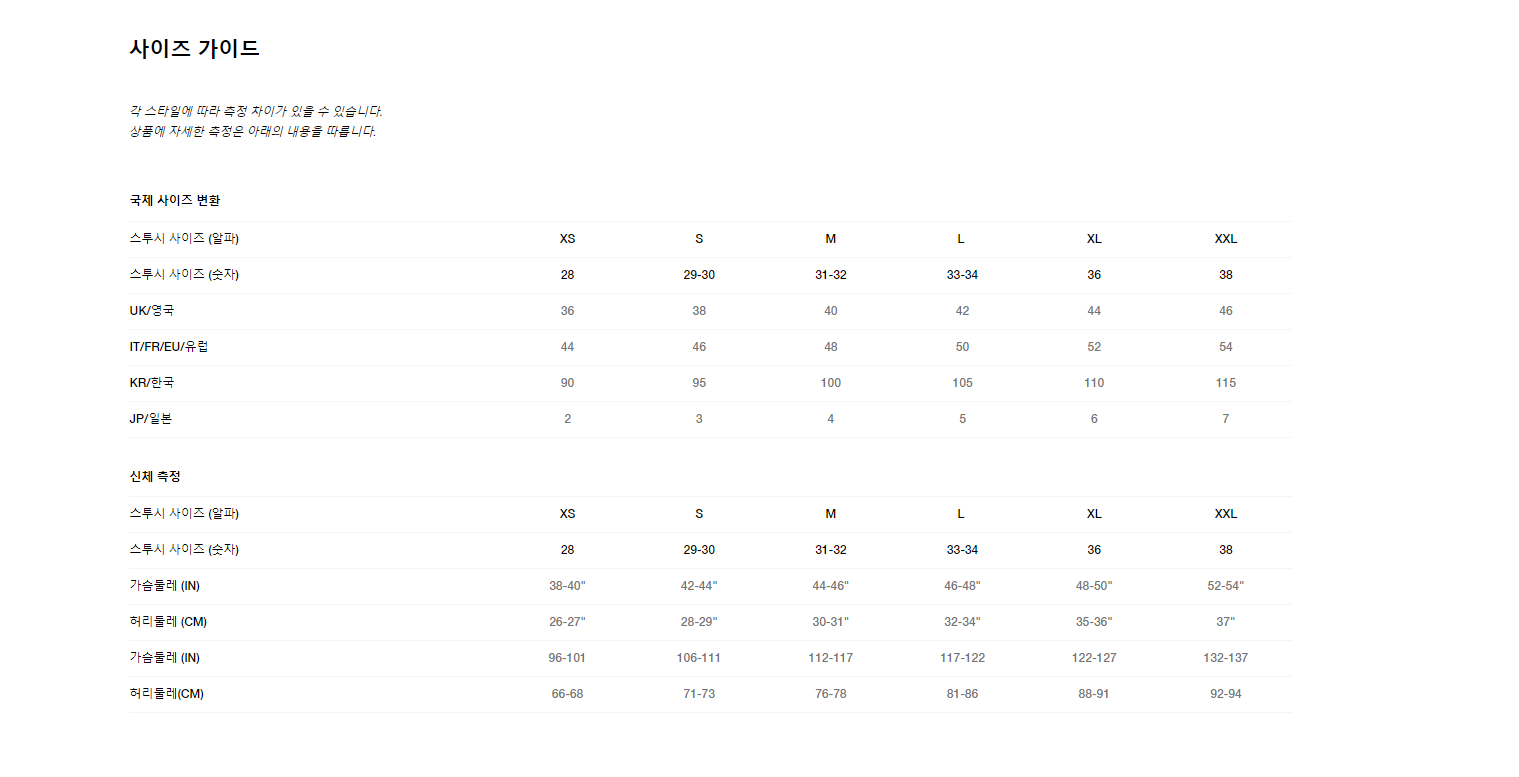 사이즈 가이드
각 스타일에 따라 측정 차이가 있을 수 있습니다.
상품에 자세한 측정은 아래의 내용을 따릅니다.
국제 사이즈 변환
스투시 사이즈 (알파) XS S M L XL XXL
스투시 사이즈 (숫자) 28 29-30 31-32 33-34 36 38
UK/영국 36 38 40 42 44 46
IT/FR/EU/유럽 44 46 48 50 52 54
KR/한국 90 95 100 105 110 115
JP/일본 2 3 4 5 6 7
신체 측정
스투시 사이즈 (알파) XS S M L XL XXL
스투시 사이즈 (숫자) 28 29-30 31-32 33-34 36 38
가슴둘레 (IN) 38-40" 42-44" 44-46" 46-48" 48-50" 52-54"
허리둘레 (CM) 26-27" 28-29" 30-31" 32-34" 35-36" 37"
가슴둘레 (IN) 96-101 106-111 112-117 117-122 122-127 132-137
허리둘레(CM) 66-68 71-73 76-78 81-86 88-91 92-94